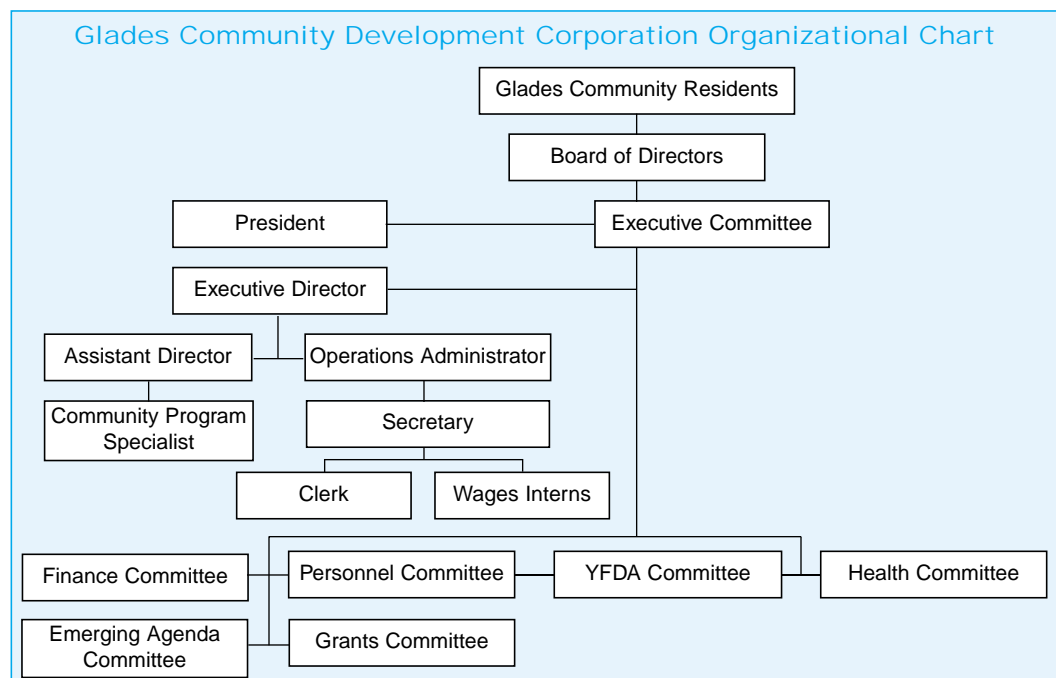 Glades Community Development Corporation Organizational Chart
Glades Community Residents
Board of Directors
President
Executive Committee
Executive Director
Assistant Director
Operations Administrator
Community Program
Specialist
Secretary
Clerk
Wages Interns
Finance Committee
Personnel Committee
YFDA Committee
Health Committee
Emerging Agenda
Committee
Grants Committee